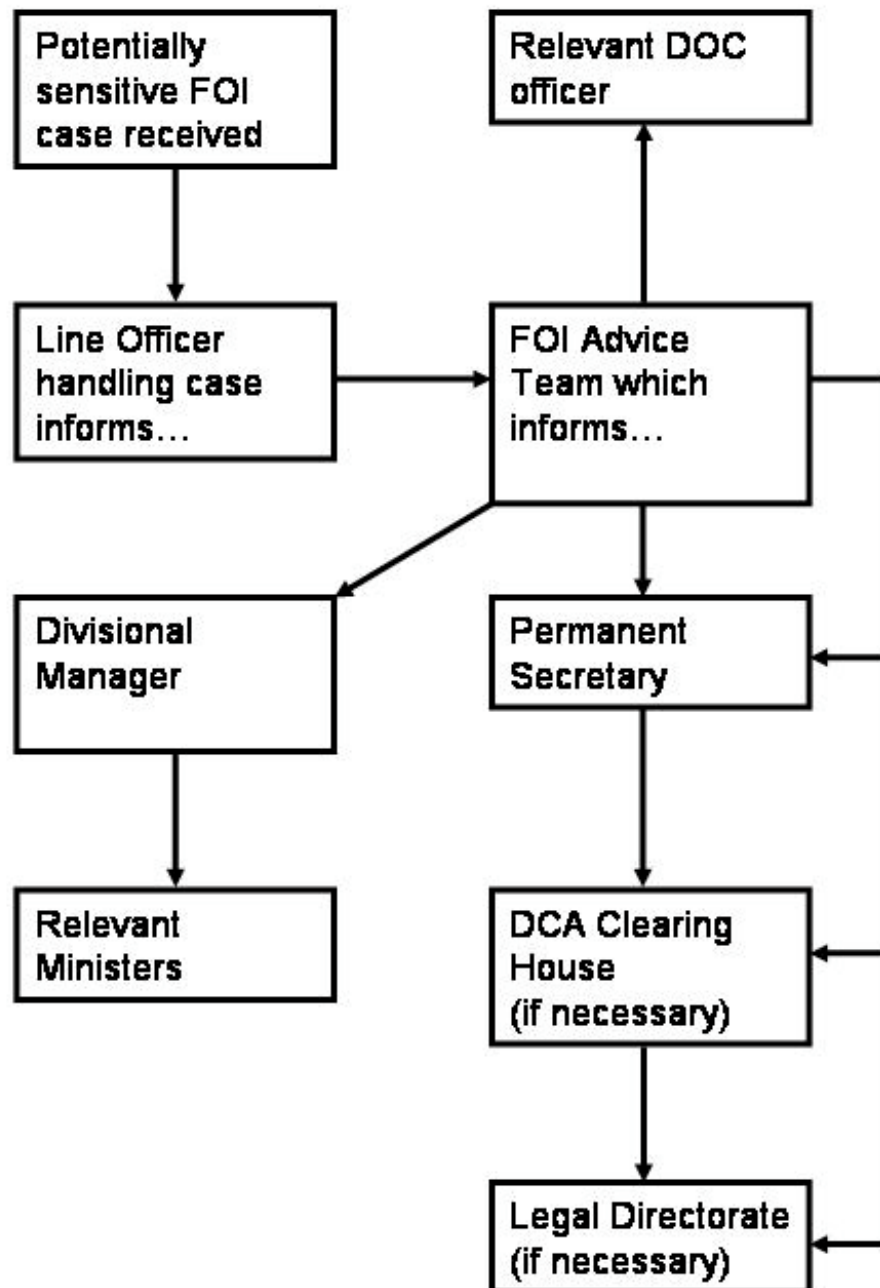 Potentially
sensitive FOI
case received
Relevant DOC
officer
Line Officer
handling case
informs…
FOI Advice
Team which
informs…
Divisional
Manager
Permanent
Secretary
Relevant
Ministers
DCA Clearing
House
(if necessary)
Legal Directorate
(if necessary)